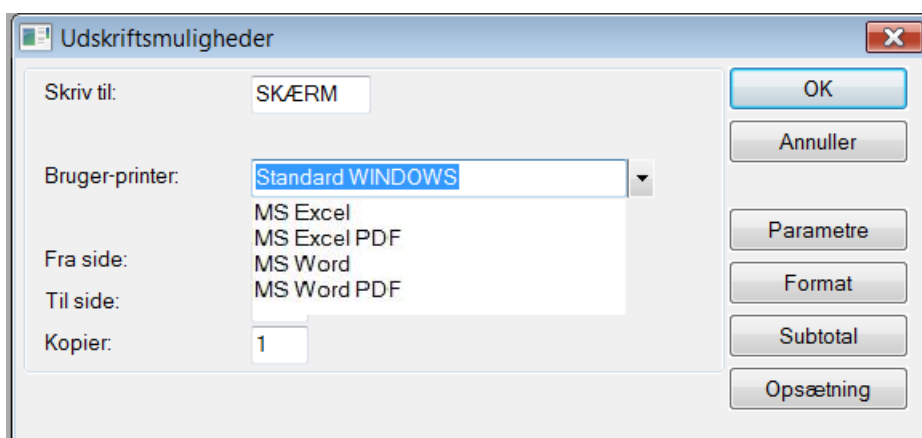 Udskriftsmuligheder
Skriv til: SKÆRM
OK
Annuller
Bruger-printer: Standard WINDOWS
MS Excel
MS Excel PDF
MS Word
MS Word PDF
Parametre
Fra side:
Format
Til side:
Kopier: 1
Subtotal
Opsætning